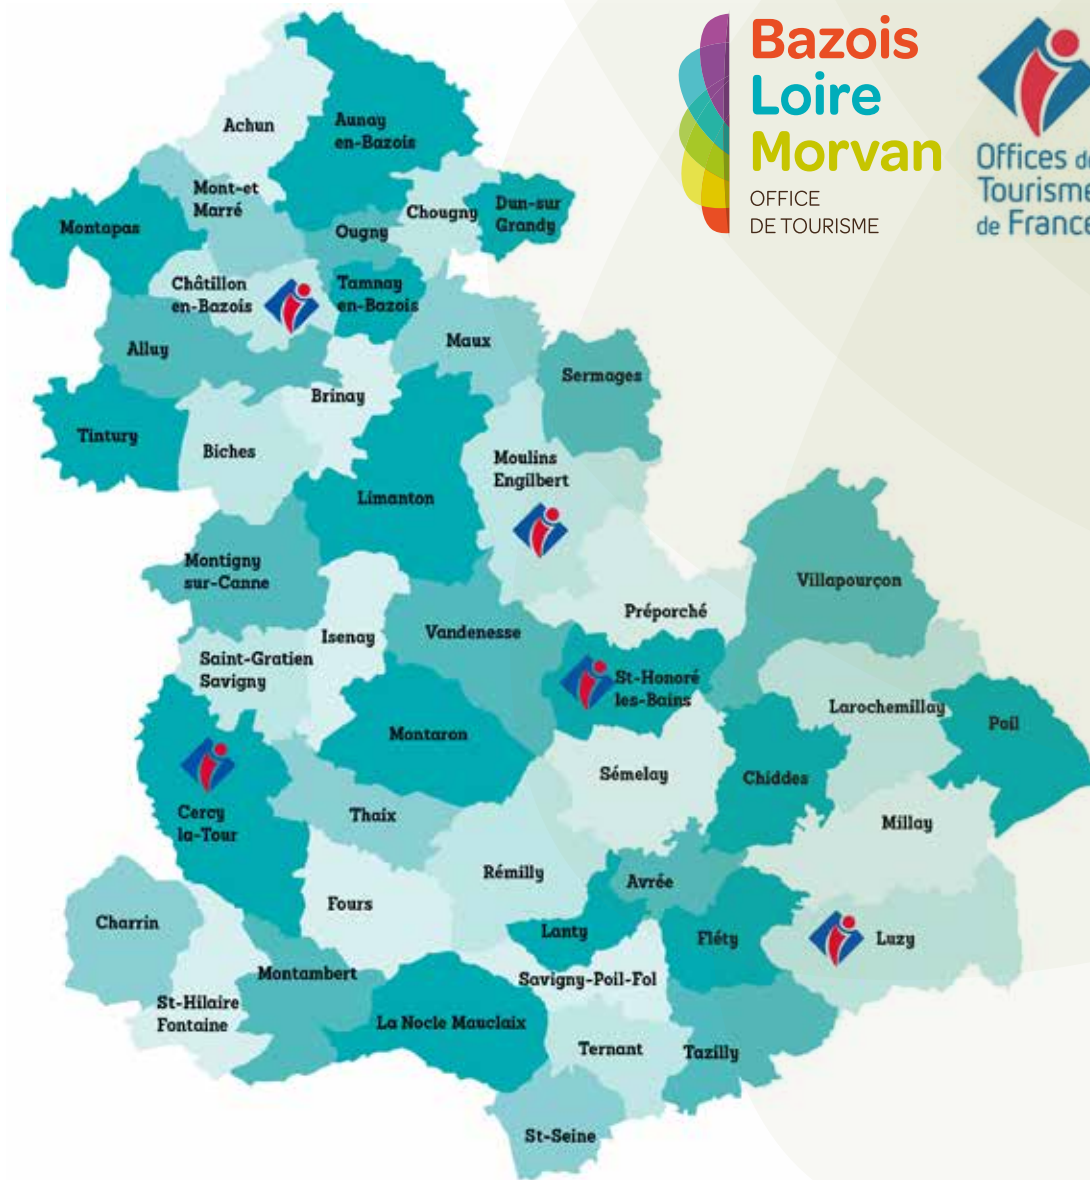 Bazois
Loire
Morvan
OFFICE
DE TOURISME
Offices de
Tourisme
de France
Achun
Aunay
en-Bazois
Mont-et
Marré
Chougny
Dun-sur
Grandy
Montapas
Ougny
Châtillon
en-Bazois
Tamnay
en-Bazois
Alluy
Maux
Sermages
Brinay
Tintury
Biches
Moulins
Engilbert
Limanton
Montigny
sur-Canne
Villapourçon
Préporché
Isenay
Vandenesse
Saint-Gratien
Savigny
St-Honoré
les-Bains
Larochemillay
Poil
Montaron
Sémelay
Chiddes
Cercy
la-Tour
Thaix
Millay
Rémilly
Avrée
Fours
Charrin
Lanty
Fléty
Luzy
Montambert
Savigny-Poil-Fol
St-Hilaire
Fontaine
La Nocle Mauclaix
Ternant
Tazilly
St-Seine